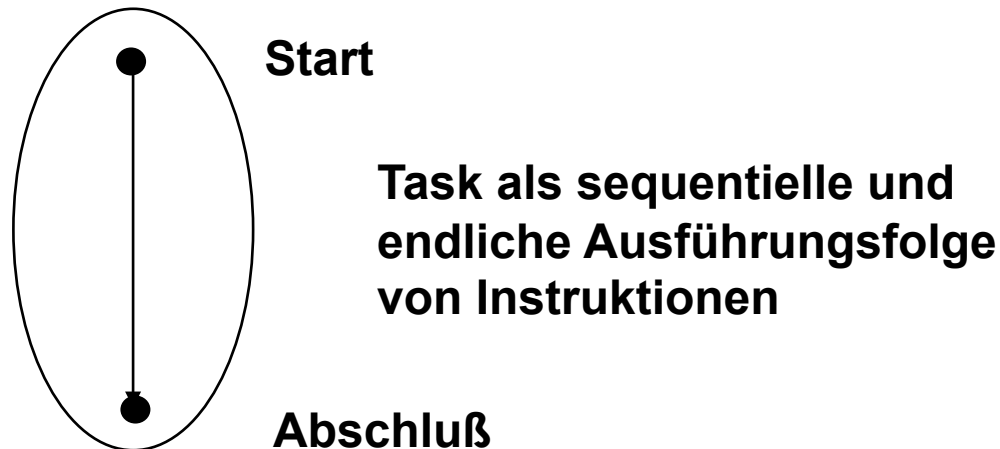 Start
Task als sequentielle und
endliche Ausführungsfolge
von Instruktionen
Abschluß